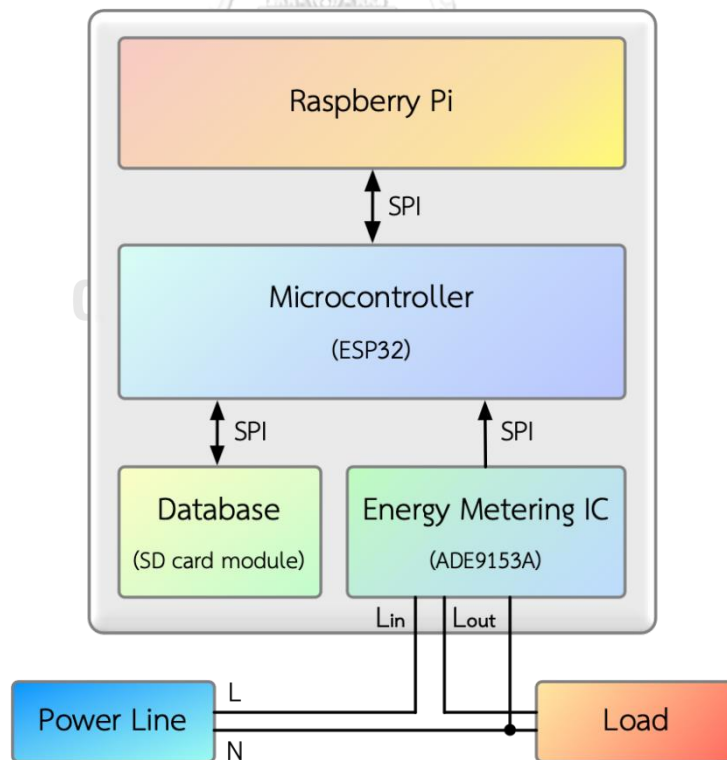 Raspberry Pi
SPI
Microcontroller
(ESP32)
SPI
SPI
Database
(SD card module)
Energy Metering IC
(ADE9153A)
Lin
Lout
L
Power Line
N
Load